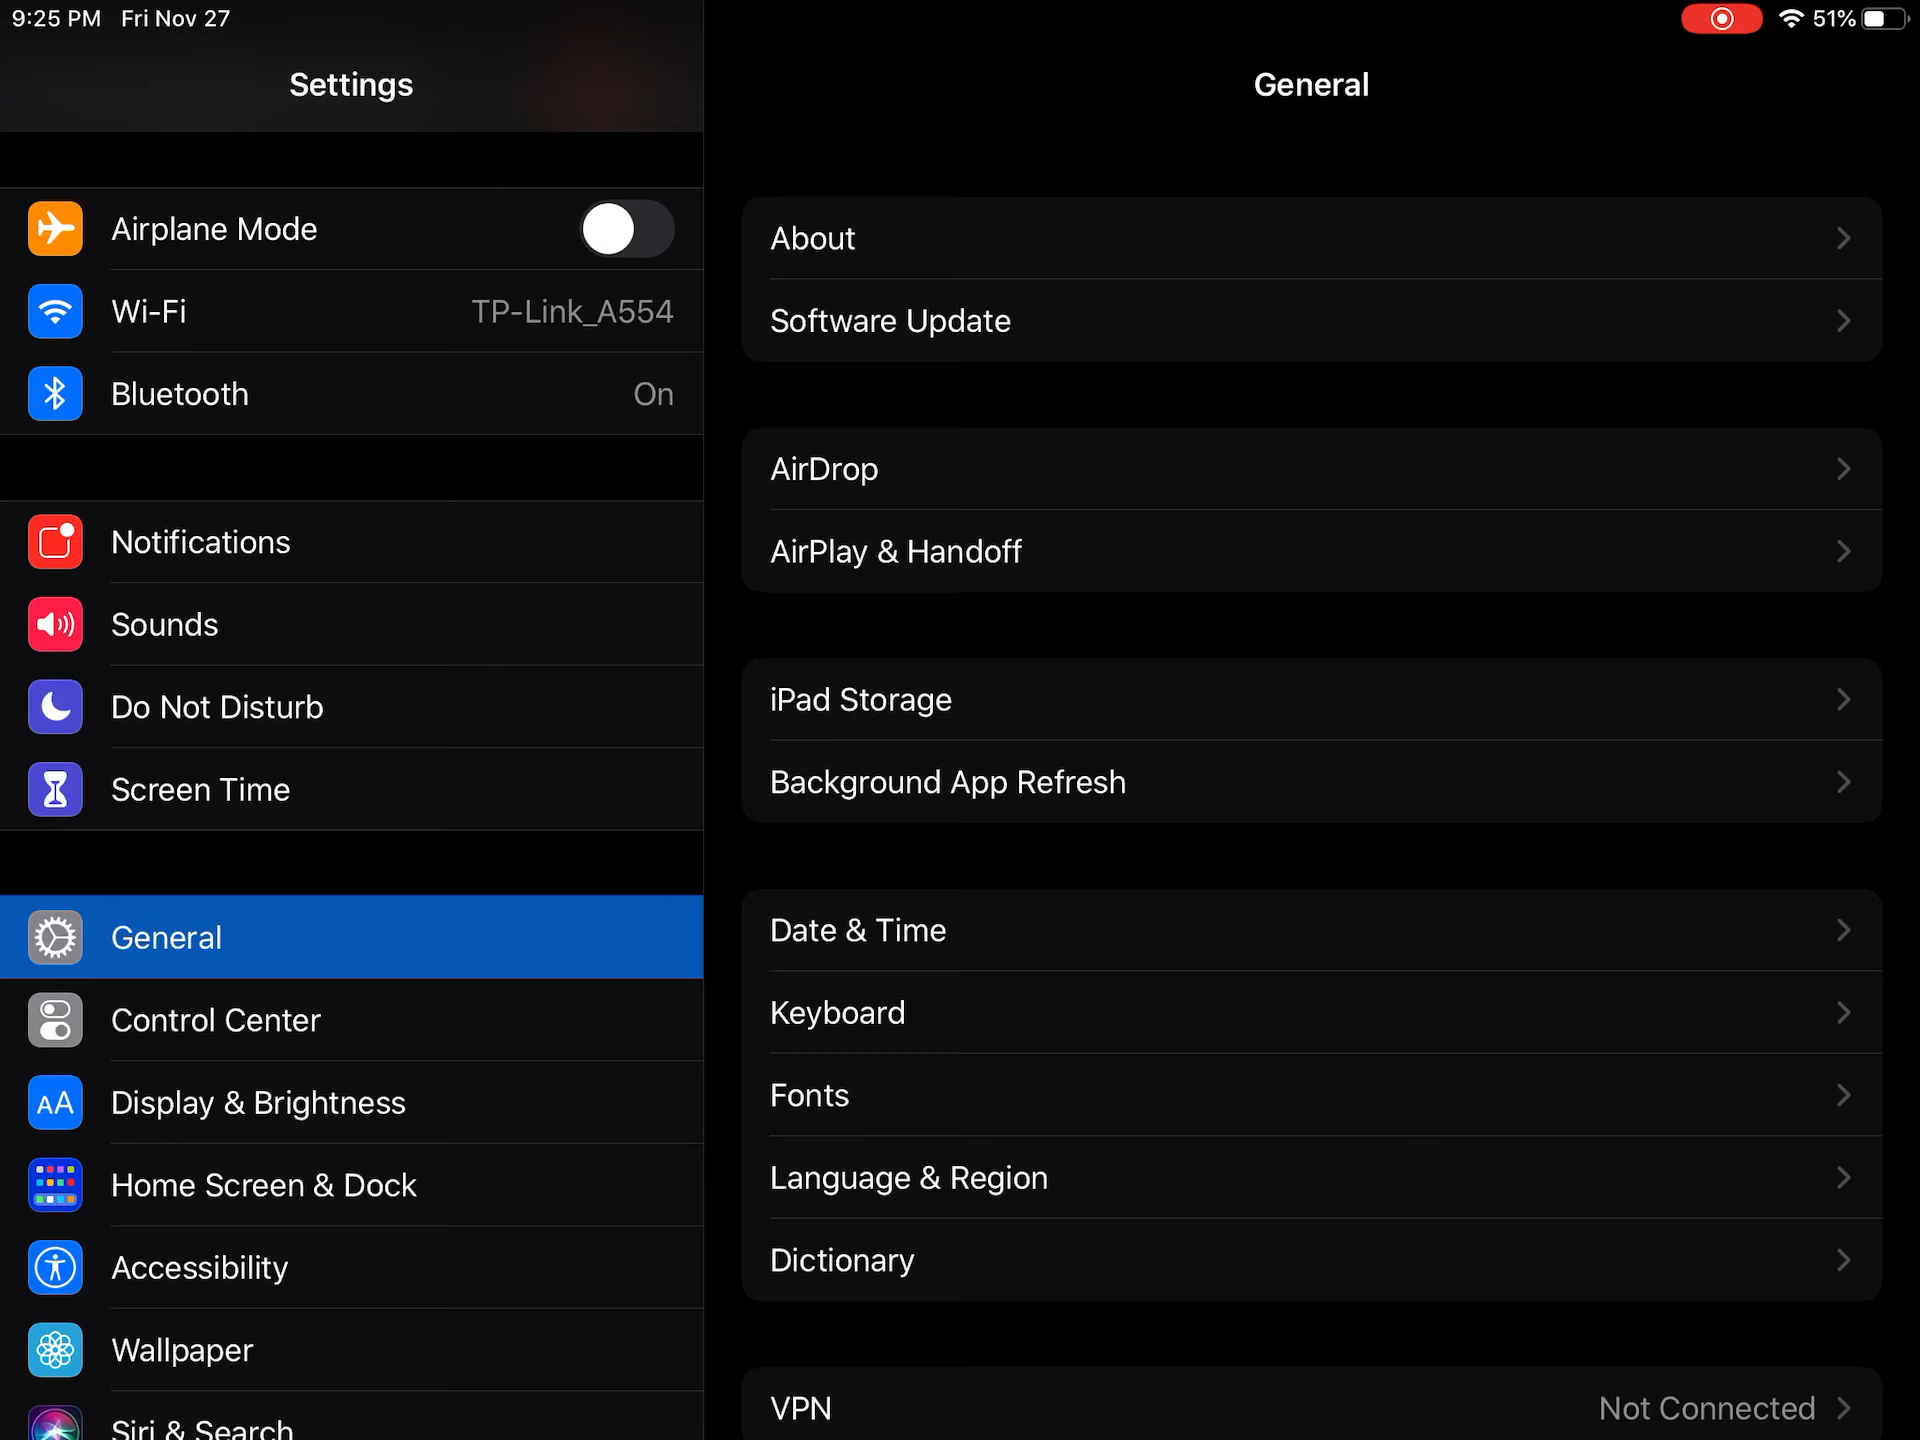 9:25 PM Fri Nov 27
51%
Settings
Airplane Mode
Wi-Fi TP-Link_A554
Bluetooth On
Notifications
Sounds
Do Not Disturb
Screen Time
General
Control Center
AA Display & Brightness
Home Screen & Dock
Accessibility
Wallpaper
Siri & Search
General
About
Software Update
AirDrop
AirPlay & Handoff
iPad Storage
Background App Refresh
Date & Time
Keyboard
Fonts
Language & Region
Dictionary
VPN Not Connected